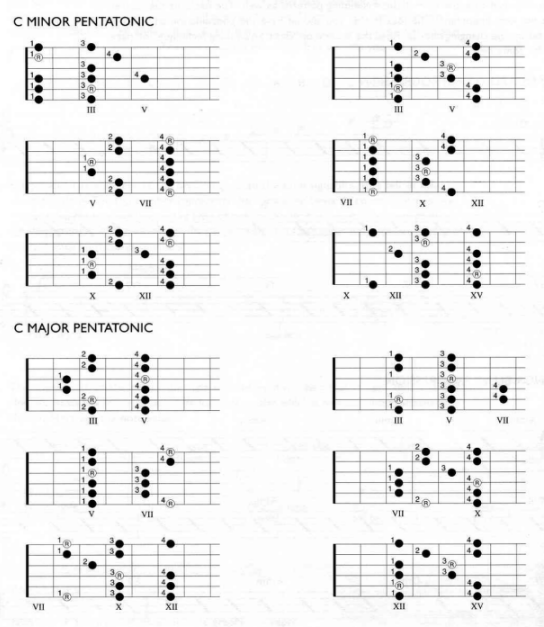 C MINOR PENTATONIC
III V
III V
V VII
VII X XII
X XII
X XII XV
C MAJOR PENTATONIC
III V
III V VII
V VII
VII X
VII X XII
XII XV